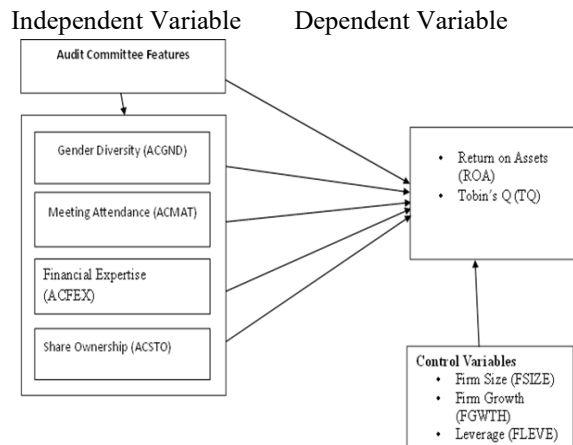 Independent Variable
Dependent Variable
Audit Committee Features
Gender Diversity (ACGND)
Meeting Attendance (ACMAT)
Financial Expertise
(ACFEX)
Share Ownership (ACSTO)
• Return on Assets
(ROA)
• Tobin's Q (TQ)
Control Variables
• Firm Size (FSIZE)
• Firm Growth
(FGWTH)
• Leverage (FLEVE)